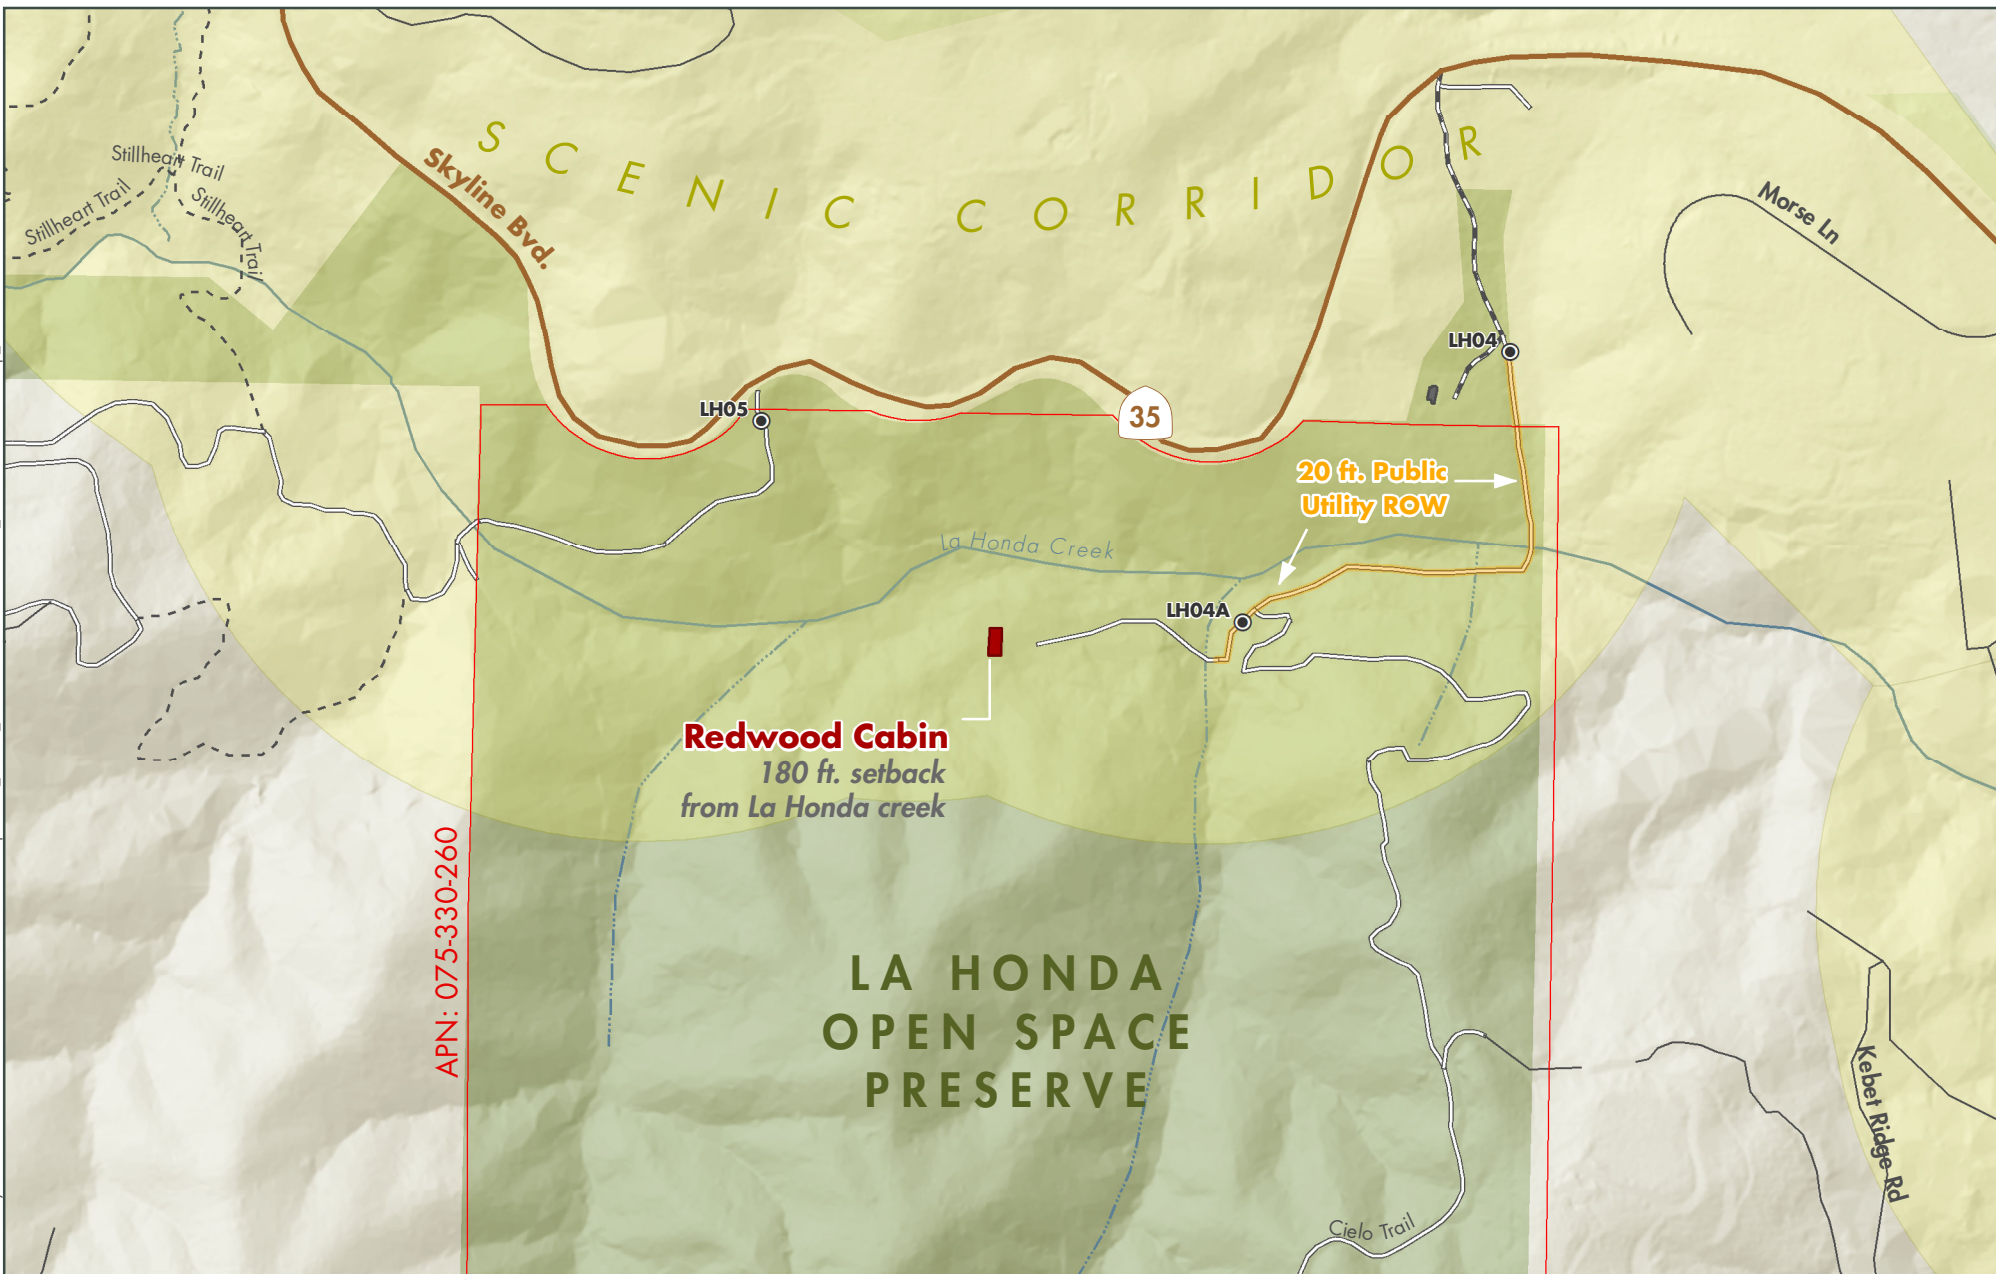 SCENIC CORRIDOR
Skyline Bvd.
Stillheart Trail
Stillheart Trail
Stillheart Trail
Morse Ln
LH04
LH05
35
20 ft. Public
Utility ROW
La Honda Creek
LH04A
Redwood Cabin
180 ft. setback
from La Honda creek
APN: 075-330-260
LA HONDA
OPEN SPACE
PRESERVE
Kebet Ridge Rd
Cielo Trail